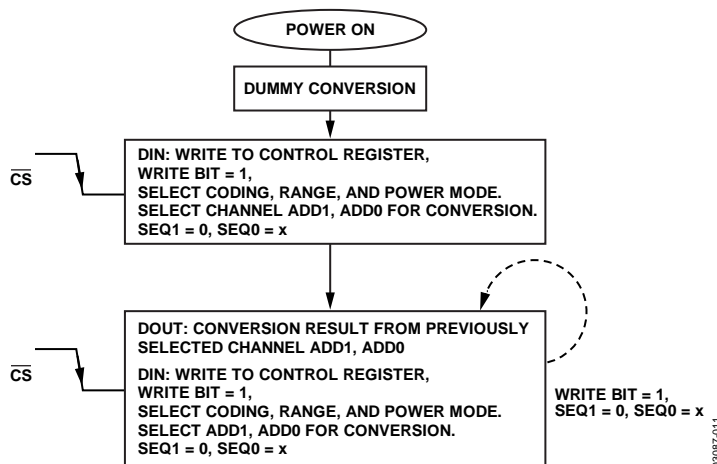 POWER ON
DUMMY CONVERSION
CS
DIN: WRITE TO CONTROL REGISTER,
WRITE BIT = 1,
SELECT CODING, RANGE, AND POWER MODE.
SELECT CHANNEL ADD1, ADD0 FOR CONVERSION.
SEQ1 = 0, SEQ0 = x
CS
DOUT: CONVERSION RESULT FROM PREVIOUSLY
SELECTED CHANNEL ADD1, ADD0
DIN: WRITE TO CONTROL REGISTER,
WRITE BIT = 1,
SELECT CODING, RANGE, AND POWER MODE.
SELECT ADD1, ADD0 FOR CONVERSION.
SEQ1 = 0, SEQ0 = x
WRITE BIT = 1,
SEQ1 = 0, SEQ0 = x
03087-011